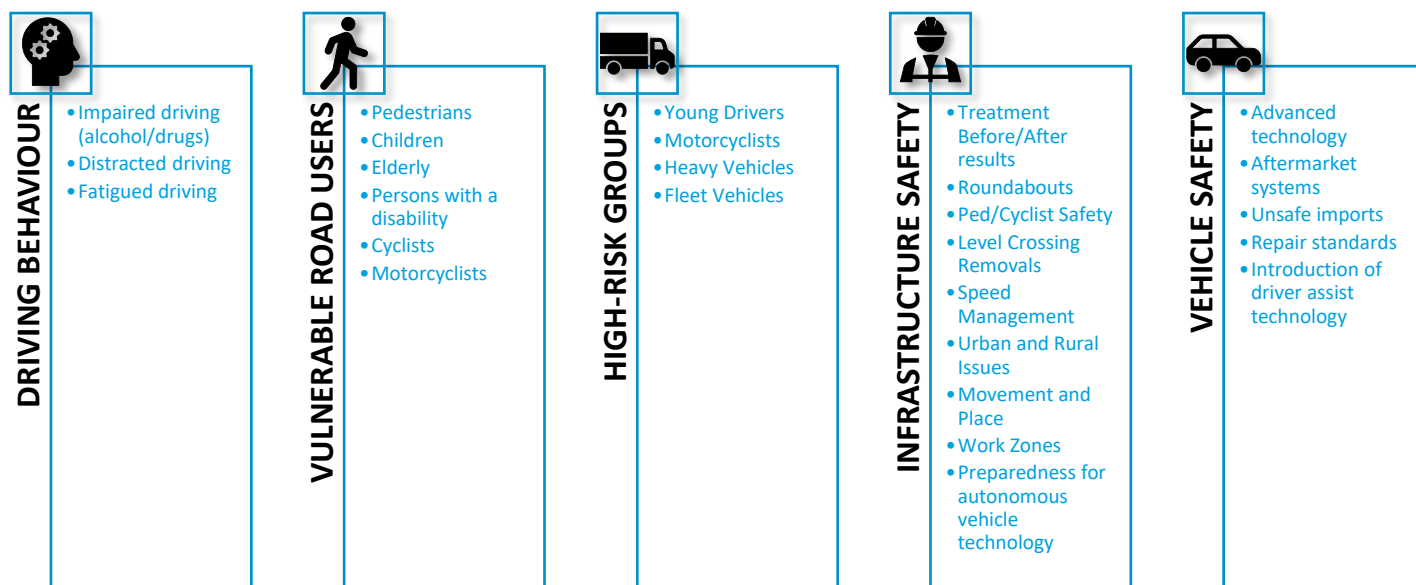 DRIVING BEHAVIOUR
•Impaired driving
(alcohol/drugs)
•Distracted driving
•Fatigued driving
VULNERABLE ROAD USERS
•Pedestrians
•Children
•Elderly
•Persons with a
disability
•Cyclists
•Motorcyclists
HIGH-RISK GROUPS
•Young Drivers
•Motorcyclists
•Heavy Vehicles
•Fleet Vehicles
INFRASTRUCTURE SAFETY
•Treatment
Before/After
results
•Roundabouts
•Ped/Cyclist Safety
•Level Crossing
Removals
•Speed
Management
•Urban and Rural
Issues
•Movement and
Place
•Work Zones
•Preparedness for
autonomous
vehicle
technology
VEHICLE SAFETY
•Advanced
technology
•Aftermarket
systems
•Unsafe imports
•Repair standards
•Introduction of
driver assist
technology